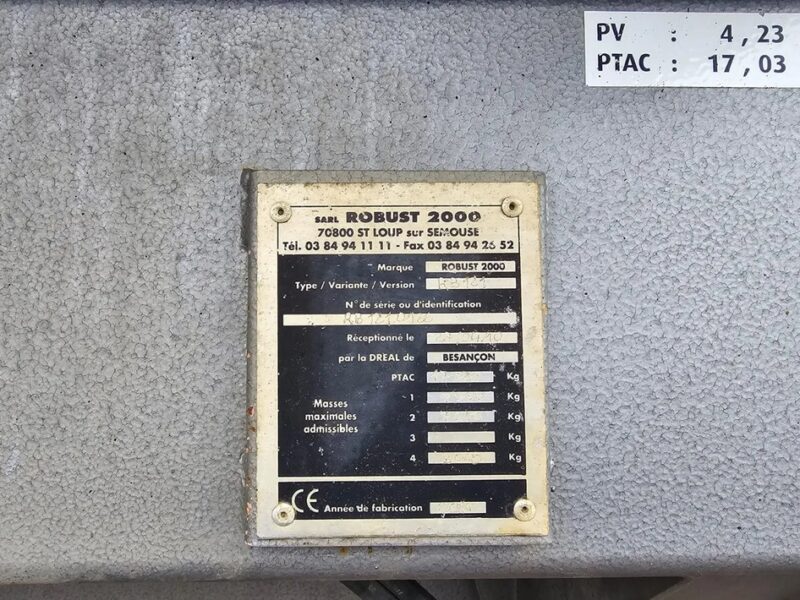 PV : 4,23
PTAC : 17,03
SARL ROBUST 2000
70800 ST LOUP sur SEMOUSE
Tél. 03 84 94 11 11 - Fax 03 84 94 26 52
Marque ROBUST 2000
Type / Variante / Version
N° de série ou d'identification
Réceptionné le
par la DREAL de BESANÇON
PTAC Kg
Masses maximales admissibles
1 Kg
2 Kg
3 Kg
4 Kg
CE Année de fabrication